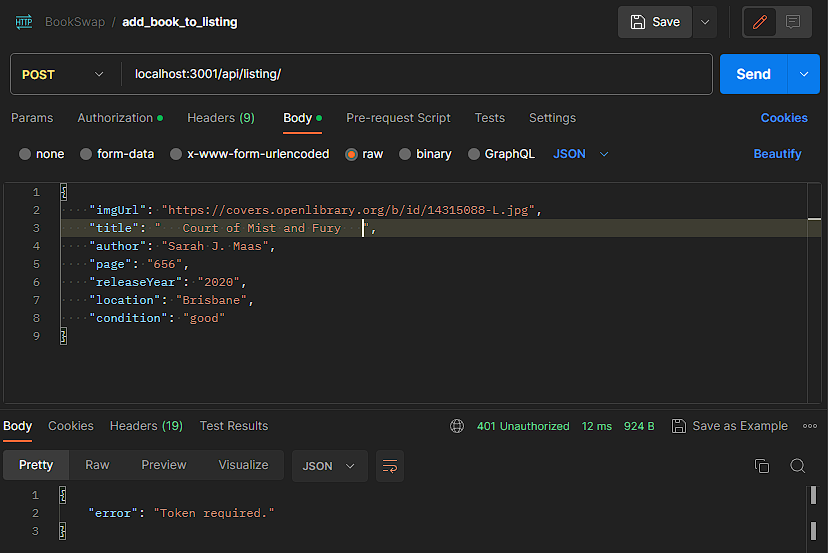 HTTP BookSwap / add_book_to_listing Save
POST localhost:3001/api/listing/ Send
Params Authorization Headers (9) Body Pre-request Script Tests Settings Cookies
none form-data x-www-form-urlencoded raw binary GraphQL JSON Beautify
1 {
2 "imgUrl": "https://covers.openlibrary.org/b/id/14315088-L.jpg",
3 "title": "   Court of Mist and Fury   ",
4 "author": "Sarah J. Maas",
5 "page": "656",
6 "releaseYear": "2020",
7 "location": "Brisbane",
8 "condition": "good"
9 }
Body Cookies Headers (19) Test Results 401 Unauthorized 12 ms 924 B Save as Example
Pretty Raw Preview Visualize JSON
1 {
2 "error": "Token required."
3 }